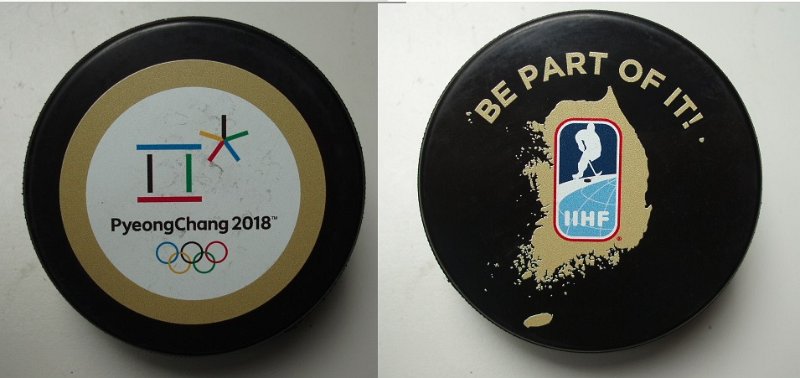 PyeongChang 2018™
BE PART OF IT!
IIHF
®